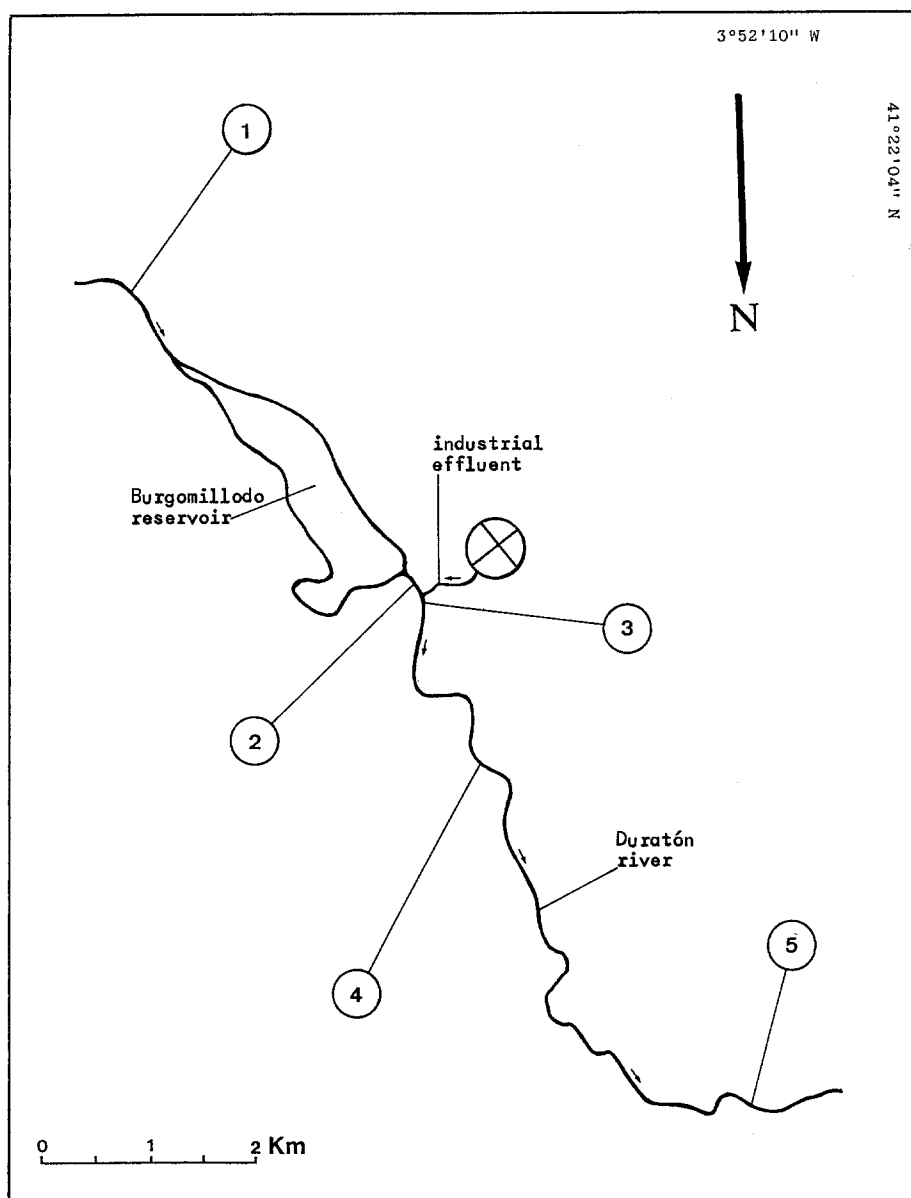 3°52'10" W
41°22'04" N
1
N
industrial
effluent
Burgomillodo
reservoir
3
2
Duratón
river
5
4
0 1 2 Km